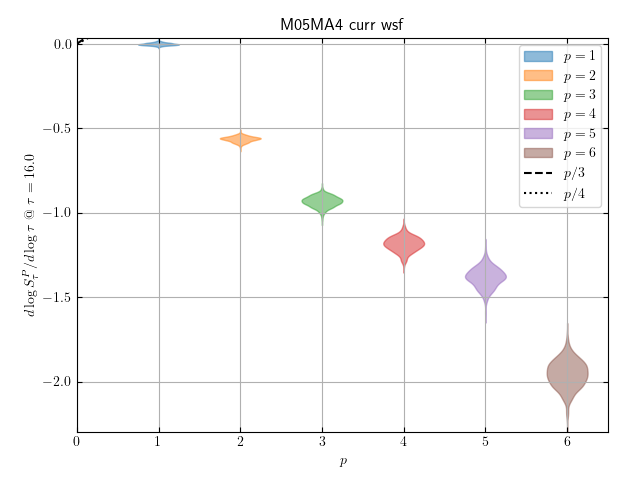 M05MA4 curr wsf
d log S_τ^P / d log τ @ τ = 16.0
0.0
−0.5
−1.0
−1.5
−2.0
0 1 2 3 4 5 6
p
p = 1
p = 2
p = 3
p = 4
p = 5
p = 6
p/3
p/4